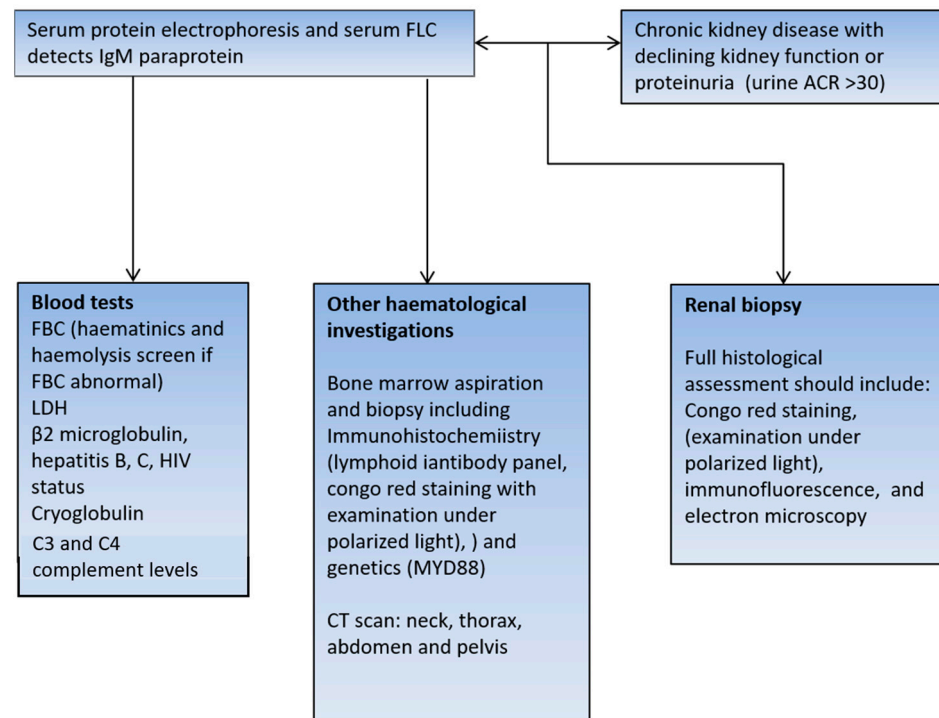 Serum protein electrophoresis and serum FLC
detects IgM paraprotein
Chronic kidney disease with
declining kidney function or
proteinuria (urine ACR >30)
Blood tests
FBC (haematinics and
haemolysis screen if
FBC abnormal)
LDH
β2 microglobulin,
hepatitis B, C, HIV
status
Cryoglobulin
C3 and C4
complement levels
Other haematological
investigations
Bone marrow aspiration
and biopsy including
Immunohistochemiistry
(lymphoid iantibody panel,
congo red staining with
examination under
polarized light), ) and
genetics (MYD88)
CT scan: neck, thorax,
abdomen and pelvis
Renal biopsy
Full histological
assessment should include:
Congo red staining,
(examination under
polarized light),
immunofluorescence, and
electron microscopy